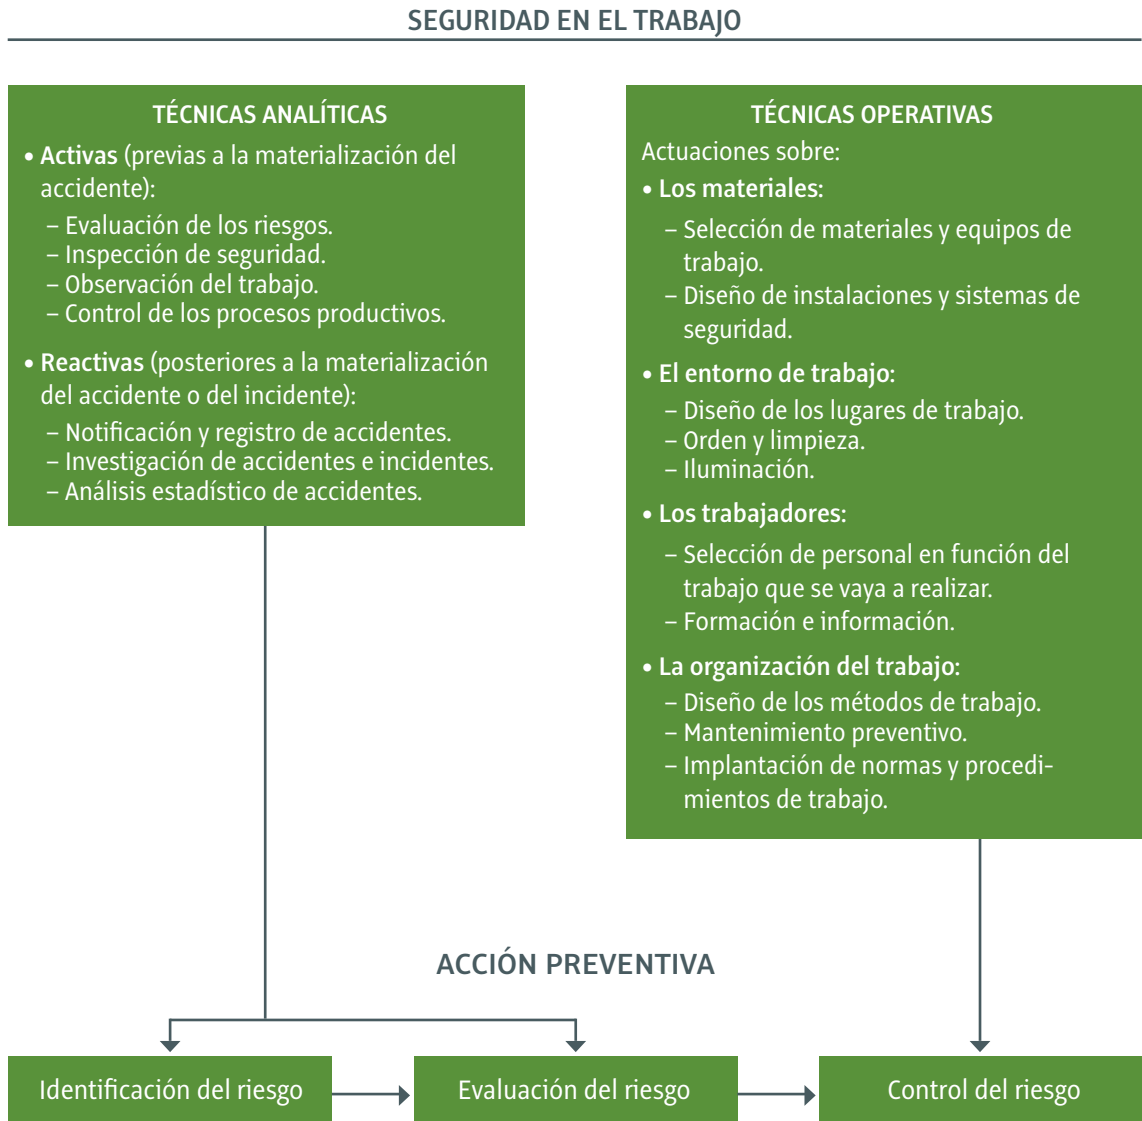 SEGURIDAD EN EL TRABAJO
TÉCNICAS ANALÍTICAS
• Activas (previas a la materialización del
accidente):
– Evaluación de los riesgos.
– Inspección de seguridad.
– Observación del trabajo.
– Control de los procesos productivos.
• Reactivas (posteriores a la materialización
del accidente o del incidente):
– Notificación y registro de accidentes.
– Investigación de accidentes e incidentes.
– Análisis estadístico de accidentes.
TÉCNICAS OPERATIVAS
Actuaciones sobre:
• Los materiales:
– Selección de materiales y equipos de
trabajo.
– Diseño de instalaciones y sistemas de
seguridad.
• El entorno de trabajo:
– Diseño de los lugares de trabajo.
– Orden y limpieza.
– Iluminación.
• Los trabajadores:
– Selección de personal en función del
trabajo que se vaya a realizar.
– Formación e información.
• La organización del trabajo:
– Diseño de los métodos de trabajo.
– Mantenimiento preventivo.
– Implantación de normas y procedi-
mientos de trabajo.
ACCIÓN PREVENTIVA
Identificación del riesgo
Evaluación del riesgo
Control del riesgo